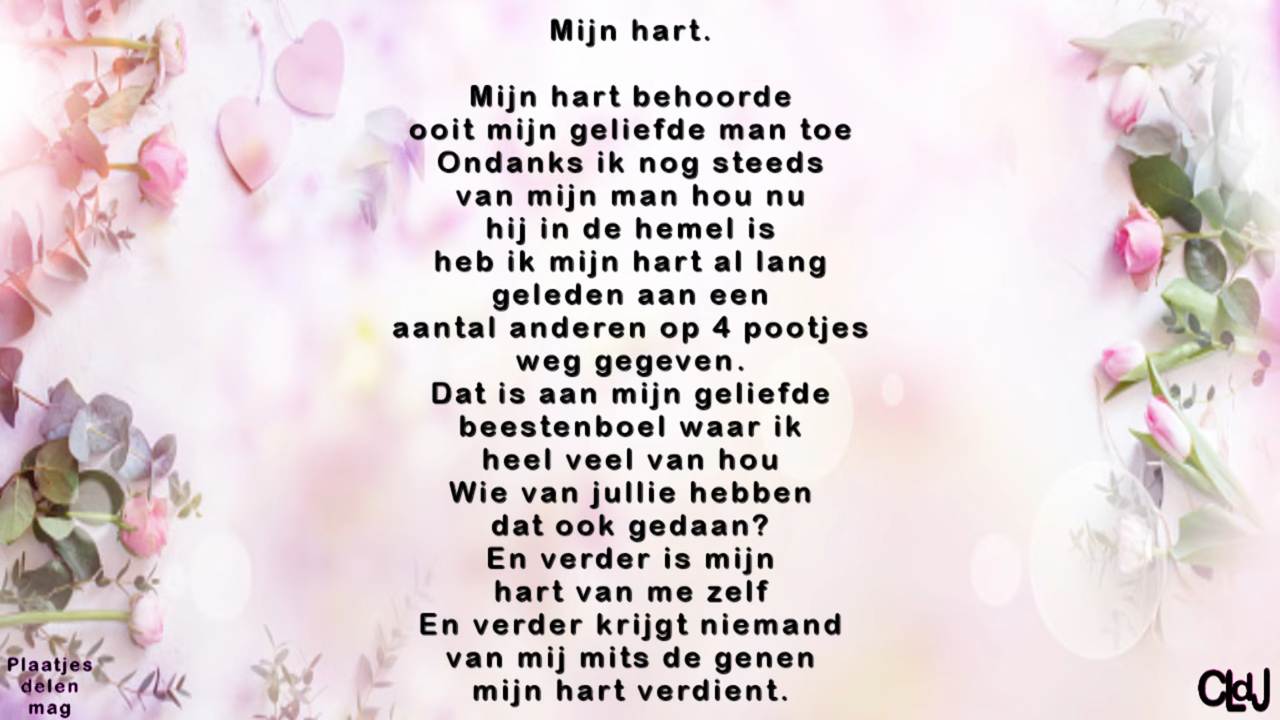 Mijn hart.
Mijn hart behoorde
ooit mijn geliefde man toe
Ondanks ik nog steeds
van mijn man hou nu
hij in de hemel is
heb ik mijn hart al lang
geleden aan een
aantal anderen op 4 pootjes
weg gegeven.
Dat is aan mijn geliefde
beestenboel waar ik
heel veel van hou
Wie van jullie hebben
dat ook gedaan?
En verder is mijn
hart van me zelf
En verder krijgt niemand
van mij mits de genen
mijn hart verdient.
Plaatjes
delen
mag
CLdJ